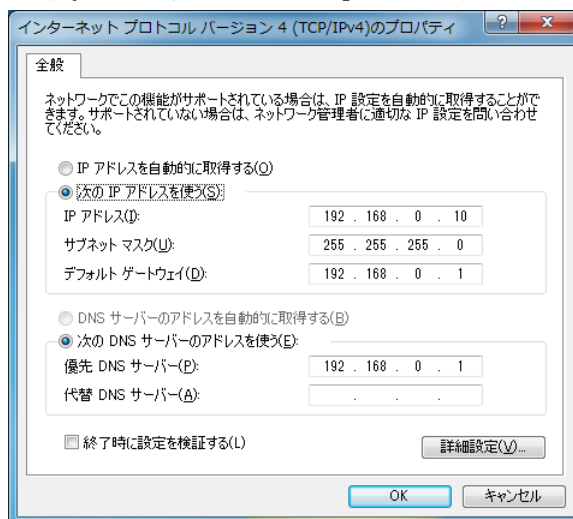 インターネット プロトコル バージョン 4 (TCP/IPv4)のプロパティ
全般
ネットワークでこの機能がサポートされている場合は、IP 設定を自動的に取得することがで
きます。サポートされていない場合は、ネットワーク管理者に適切な IP 設定を問い合わせ
てください。
IP アドレスを自動的に取得する(O)
次の IP アドレスを使う(S):
IP アドレス(I): 192 . 168 . 0 . 10
サブネット マスク(U): 255 . 255 . 255 . 0
デフォルト ゲートウェイ(D): 192 . 168 . 0 . 1
DNS サーバーのアドレスを自動的に取得する(B)
次の DNS サーバーのアドレスを使う(E):
優先 DNS サーバー(P): 192 . 168 . 0 . 1
代替 DNS サーバー(A): . . .
終了時に設定を検証する(L)
詳細設定(V)...
OK キャンセル